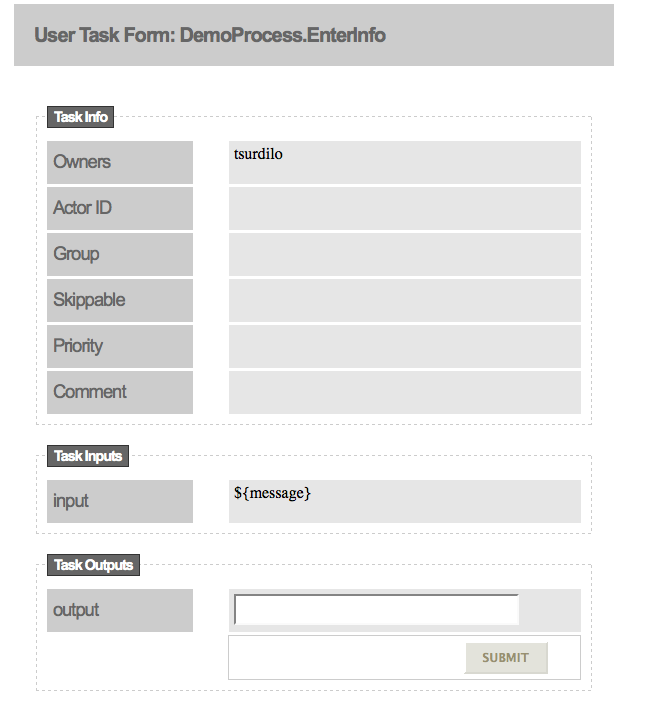 User Task Form: DemoProcess.EnterInfo
Task Info
Owners tsurdilo
Actor ID
Group
Skippable
Priority
Comment
Task Inputs
input ${message}
Task Outputs
output
SUBMIT